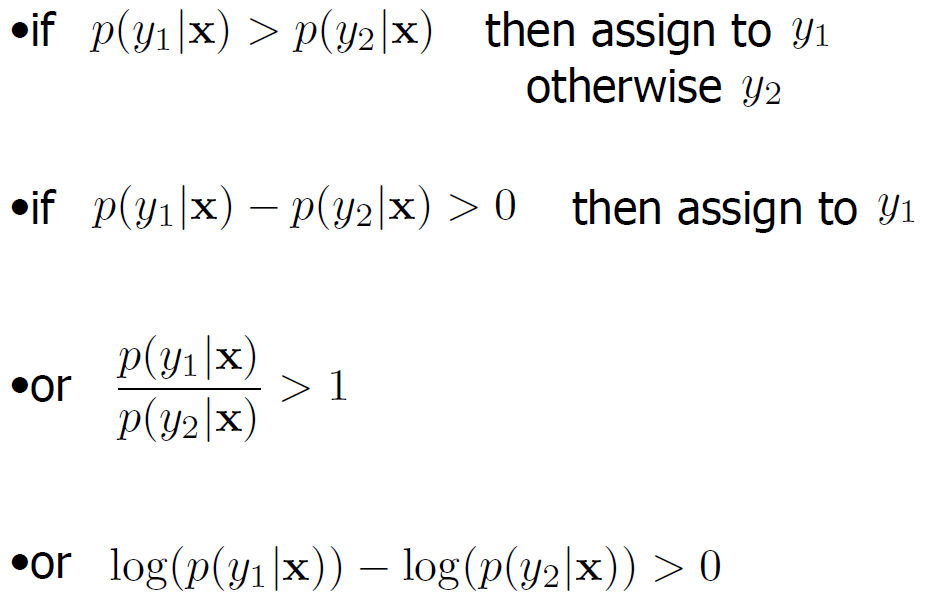 •if p(y₁|x) > p(y₂|x) then assign to y₁
otherwise y₂
•if p(y₁|x) − p(y₂|x) > 0 then assign to y₁
•or p(y₁|x) / p(y₂|x) > 1
•or log(p(y₁|x)) − log(p(y₂|x)) > 0